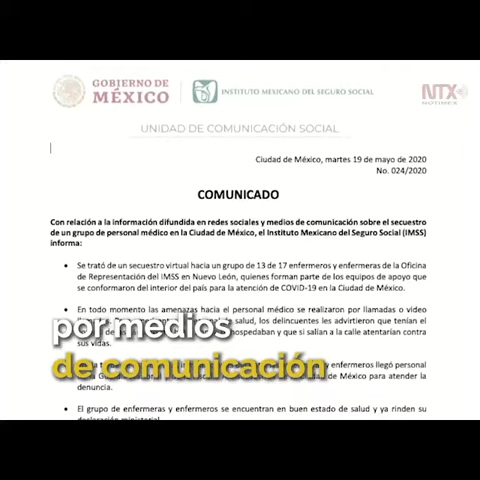 GOBIERNO DE
MÉXICO
INSTITUTO MEXICANO DEL SEGURO SOCIAL
NTX
NOTIMEX
UNIDAD DE COMUNICACIÓN SOCIAL
Ciudad de México, martes 19 de mayo de 2020
No. 024/2020
COMUNICADO
Con relación a la información difundida en redes sociales y medios de comunicación sobre el secuestro
de un grupo de personal médico en la Ciudad de México, el Instituto Mexicano del Seguro Social (IMSS)
informa:
• Se trató de un secuestro virtual hacia un grupo de 13 de 17 enfermeros y enfermeras de la Oficina
de Representación del IMSS en Nuevo León, quienes forman parte de los equipos de apoyo que
se conformaron del interior del país para la atención de COVID-19 en la Ciudad de México.
• En todo momento las amenazas hacia el personal médico se realizaron por llamadas o video
de salud, los delincuentes les advirtieron que tenían el
hospedaban y que si salían a la calle atentarían
contra sus vidas.
por medios
de comunicación
y enfermeros llegó personal
de México para atender la
denuncia.
• El grupo de enfermeras y enfermeros se encuentran en buen estado de salud y ya rinden su